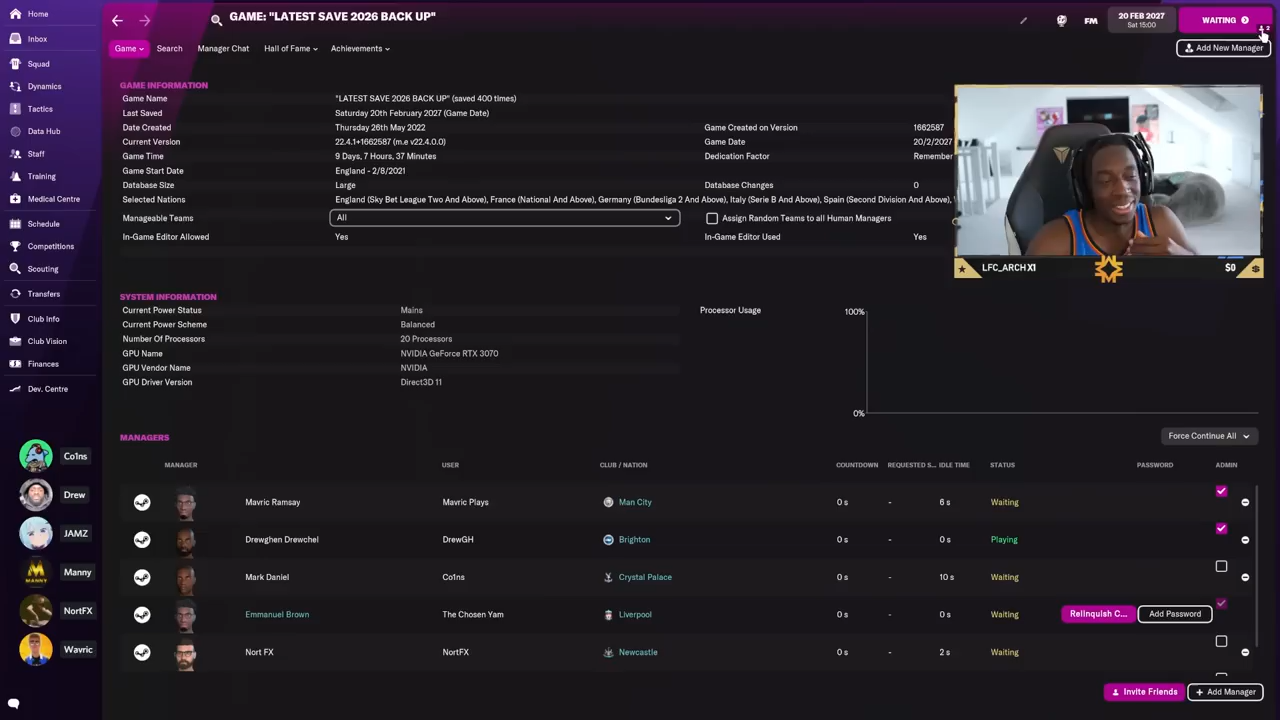 Home
Inbox
Squad
Dynamics
Tactics
Data Hub
Staff
Training
Medical Centre
Schedule
Competitions
Scouting
Transfers
Club Info
Club Vision
Finances
Dev. Centre
Co1ns
Drew
JAMZ
MANNY
Manny
NortFX
Wavric
GAME: "LATEST SAVE 2026 BACK UP"
FM
20 FEB 2027
Sat 15:00
WAITING
2
Game
Search
Manager Chat
Hall of Fame
Achievements
Add New Manager
GAME INFORMATION
Game Name "LATEST SAVE 2026 BACK UP" (saved 400 times)
Last Saved Saturday 20th February 2027 (Game Date)
Date Created Thursday 26th May 2022 Game Created on Version 1662587
Current Version 22.4.1+1662587 (m.e v22.4.0.0) Game Date 20/2/2027
Game Time 9 Days, 7 Hours, 37 Minutes Dedication Factor Remember
Game Start Date England - 2/8/2021
Database Size Large Database Changes 0
Selected Nations England (Sky Bet League Two And Above), France (National And Above), Germany (Bundesliga 2 And Above), Italy (Serie B And Above), Spain (Second Division And Above),
Manageable Teams All Assign Random Teams to all Human Managers
In-Game Editor Allowed Yes In-Game Editor Used Yes
LFC_ARCHXI $0
SYSTEM INFORMATION
Current Power Status Mains Processor Usage 100%
Current Power Scheme Balanced
Number Of Processors 20 Processors
GPU Name NVIDIA GeForce RTX 3070
GPU Vendor Name NVIDIA
GPU Driver Version Direct3D 11
0%
MANAGERS
Force Continue All
MANAGER USER CLUB / NATION COUNTDOWN REQUESTED S... IDLE TIME STATUS PASSWORD ADMIN
Mavric Ramsay Mavric Plays Man City 0 s - 6 s Waiting
Drewghen Drewchel DrewGH Brighton 0 s - 0 s Playing
Mark Daniel Co1ns Crystal Palace 0 s - 10 s Waiting
Emmanuel Brown The Chosen Yam Liverpool 0 s - 0 s Waiting Relinquish C... Add Password
Nort FX NortFX Newcastle 0 s - 2 s Waiting
Invite Friends
Add Manager